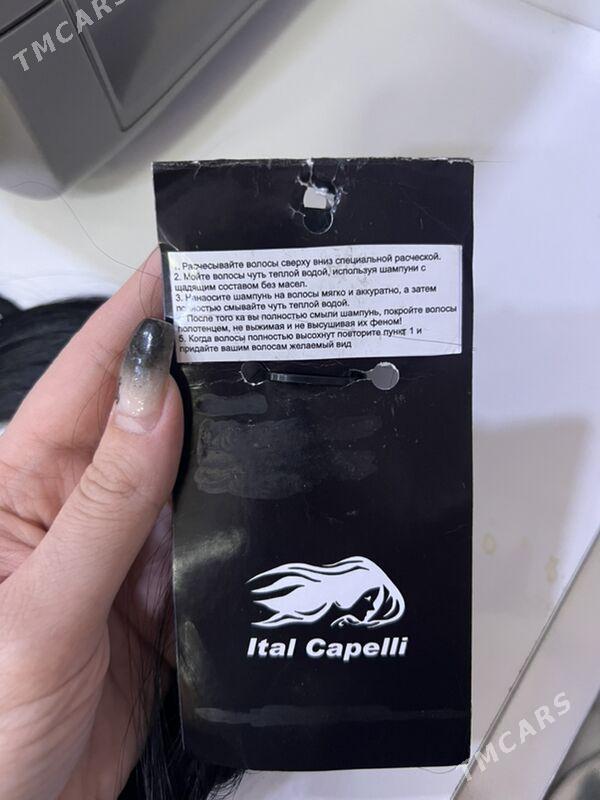 TMCARS
1. Расчесывайте волосы сверху вниз специальной расческой.
2. Мойте волосы чуть теплой водой, используя шампуни с
щадящим составом без масел.
3. Нанаосите шампунь на волосы мягко и аккуратно, а затем
полностью смывайте чуть теплой водой.
После того ка вы полностью смыли шампунь, покройте волосы
полотенцем, не выжимая и не высушивая их феном!
5. Когда волосы полностью высохнут повторите пункт 1 и
придайте вашим волосам желаемый вид
Ital Capelli
TMCARS